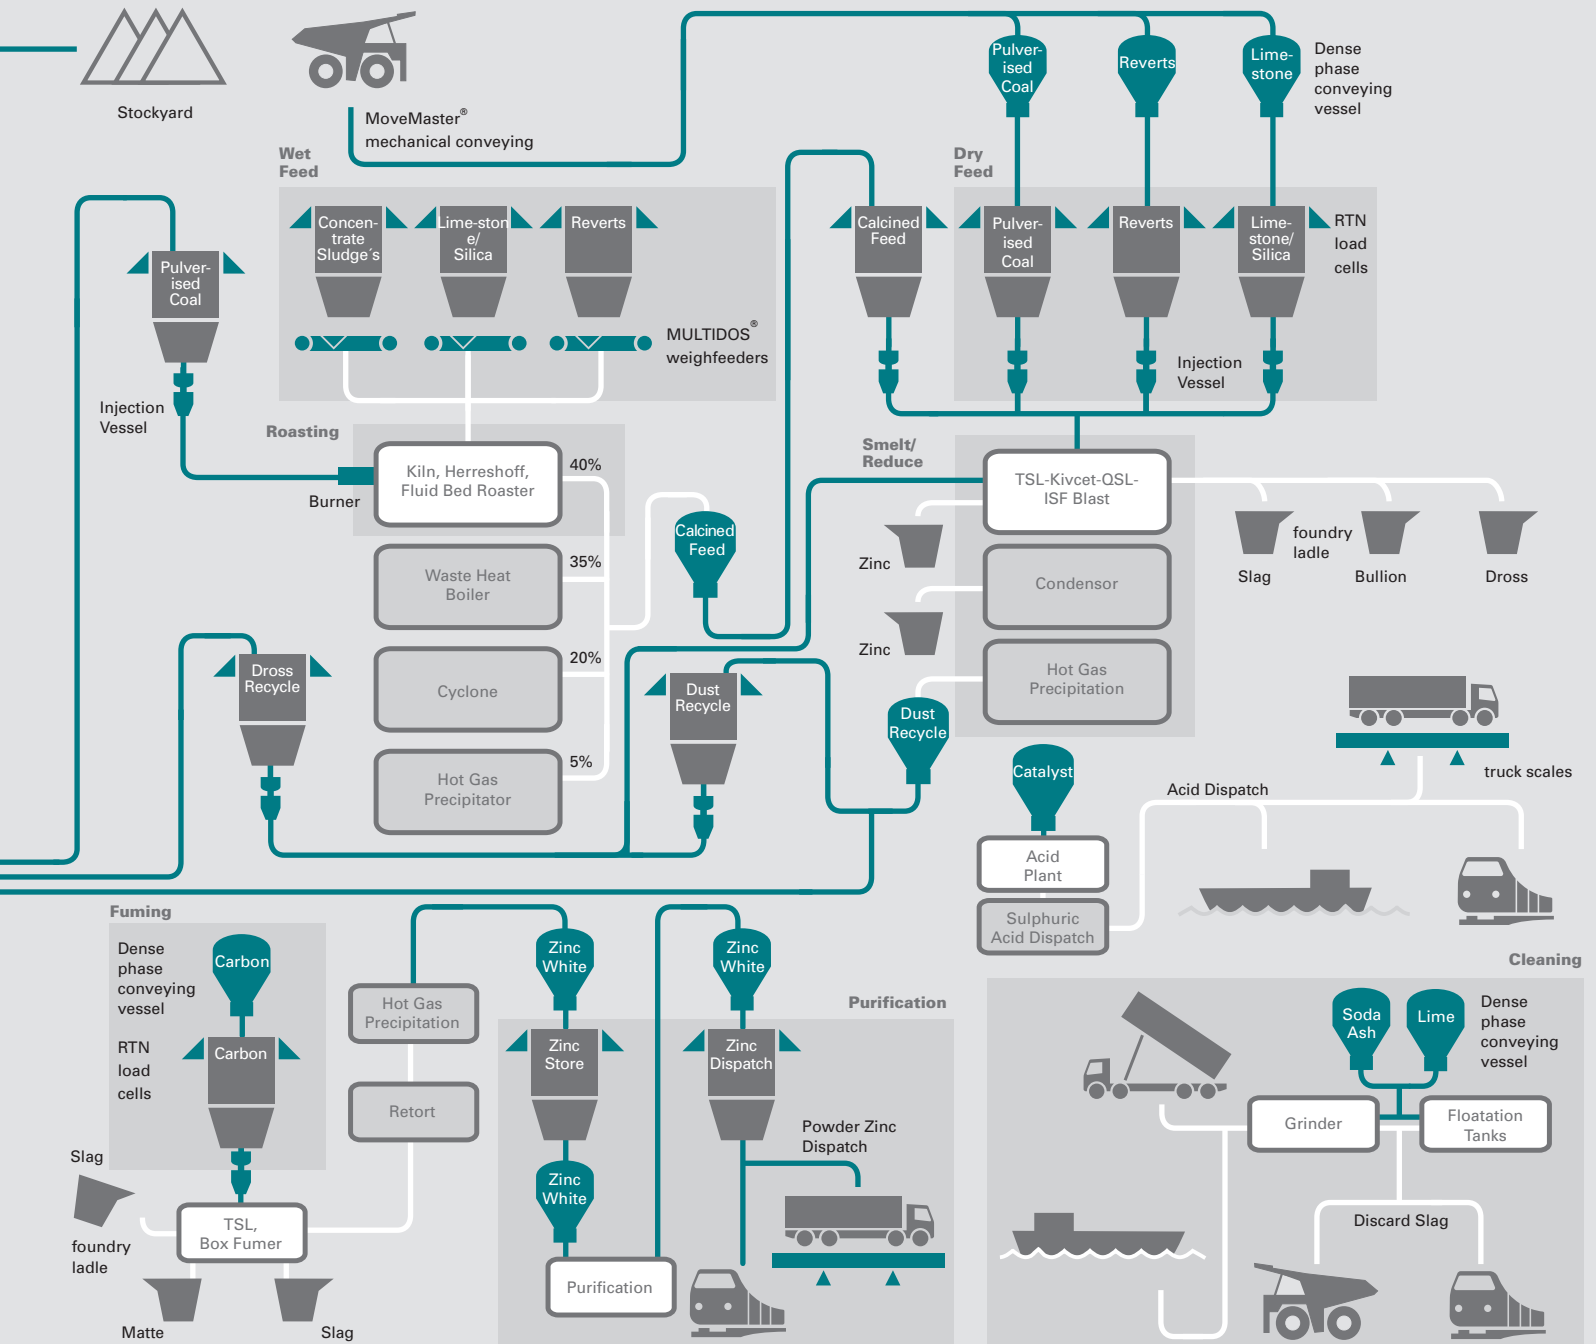 Stockyard
MoveMaster®
mechanical conveying
Pulver-
ised
Coal
Reverts
Lime-
stone
Dense
phase
conveying
vessel
Wet
Feed
Concen-
trate
Sludge´s
Lime-ston
e/
Silica
Reverts
MULTIDOS®
weighfeeders
Dry
Feed
Calcined
Feed
Pulver-
ised
Coal
Reverts
Lime-
stone/
Silica
RTN
load
cells
Injection
Vessel
Pulver-
ised
Coal
Injection
Vessel
Burner
Roasting
Kiln, Herreshoff,
Fluid Bed Roaster
40%
Waste Heat
Boiler
35%
Cyclone
20%
Hot Gas
Precipitator
5%
Calcined
Feed
Smelt/
Reduce
TSL-Kivcet-QSL-
ISF Blast
Condensor
Hot Gas
Precipitation
Zinc
Zinc
Slag
foundry
ladle
Bullion
Dross
Dross
Recycle
Dust
Recycle
Dust
Recycle
Catalyst
Acid
Plant
Sulphuric
Acid Dispatch
Acid Dispatch
truck scales
Fuming
Dense
phase
conveying
vessel
Carbon
RTN
load
cells
Carbon
Slag
foundry
ladle
TSL,
Box Fumer
Matte
Slag
Hot Gas
Precipitation
Retort
Zinc
White
Zinc
White
Purification
Zinc
Store
Zinc
Dispatch
Zinc
White
Purification
Powder Zinc
Dispatch
Cleaning
Soda
Ash
Lime
Dense
phase
conveying
vessel
Grinder
Floatation
Tanks
Discard Slag